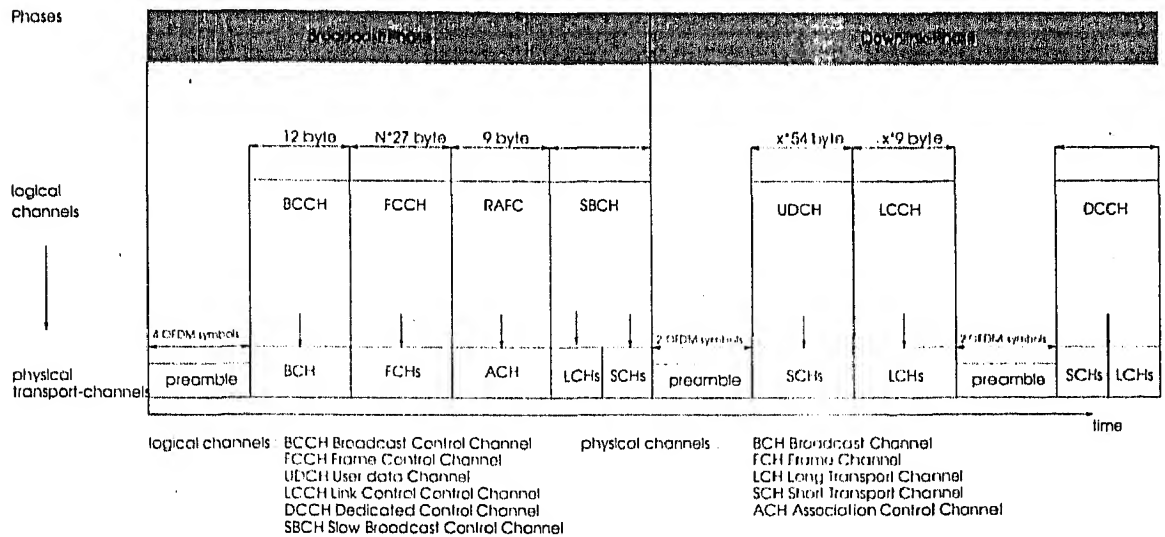 Phases
Broadcast-Phase Downlink-Phase
12 byte N*27 byte 9 byte x*54 byte x*9 byte
logical channels
BCCH FCCH RAFC SBCH UDCH LCCH DCCH
4 OFDM symbols 2 OFDM symbols 2 OFDM symbols
physical transport-channels
preamble BCH FCHs ACH LCHs SCHs preamble SCHs LCHs preamble SCHs LCHs
time
logical channels : BCCH Broadcast Control Channel
FCCH Frame Control Channel
UDCH User data Channel
LCCH Link Control Control Channel
DCCH Dedicated Control Channel
SBCH Slow Broadcast Control Channel
physical channels : BCH Broadcast Channel
FCH Frame Channel
LCH Long Transport Channel
SCH Short Transport Channel
ACH Association Control Channel